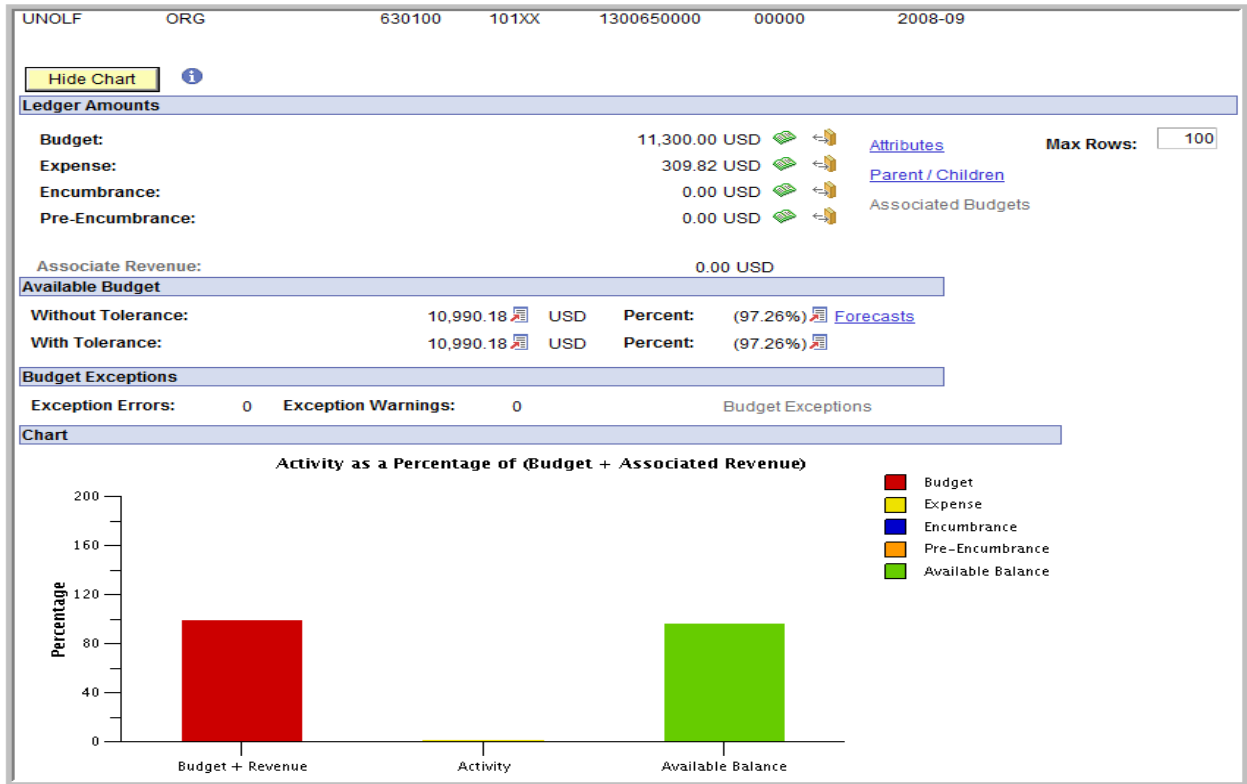 UNOLF ORG 630100 101XX 1300650000 00000 2008-09
Hide Chart i
Ledger Amounts
Budget: 11,300.00 USD Attributes Max Rows: 100
Expense: 309.82 USD Parent / Children
Encumbrance: 0.00 USD
Associated Budgets
Pre-Encumbrance: 0.00 USD
Associate Revenue: 0.00 USD
Available Budget
Without Tolerance: 10,990.18 USD Percent: (97.26%) Forecasts
With Tolerance: 10,990.18 USD Percent: (97.26%)
Budget Exceptions
Exception Errors: 0 Exception Warnings: 0 Budget Exceptions
Chart
Activity as a Percentage of (Budget + Associated Revenue)
Budget
Expense
Encumbrance
Pre-Encumbrance
Available Balance
Percentage
200
160
120
80
40
0
Budget + Revenue Activity Available Balance